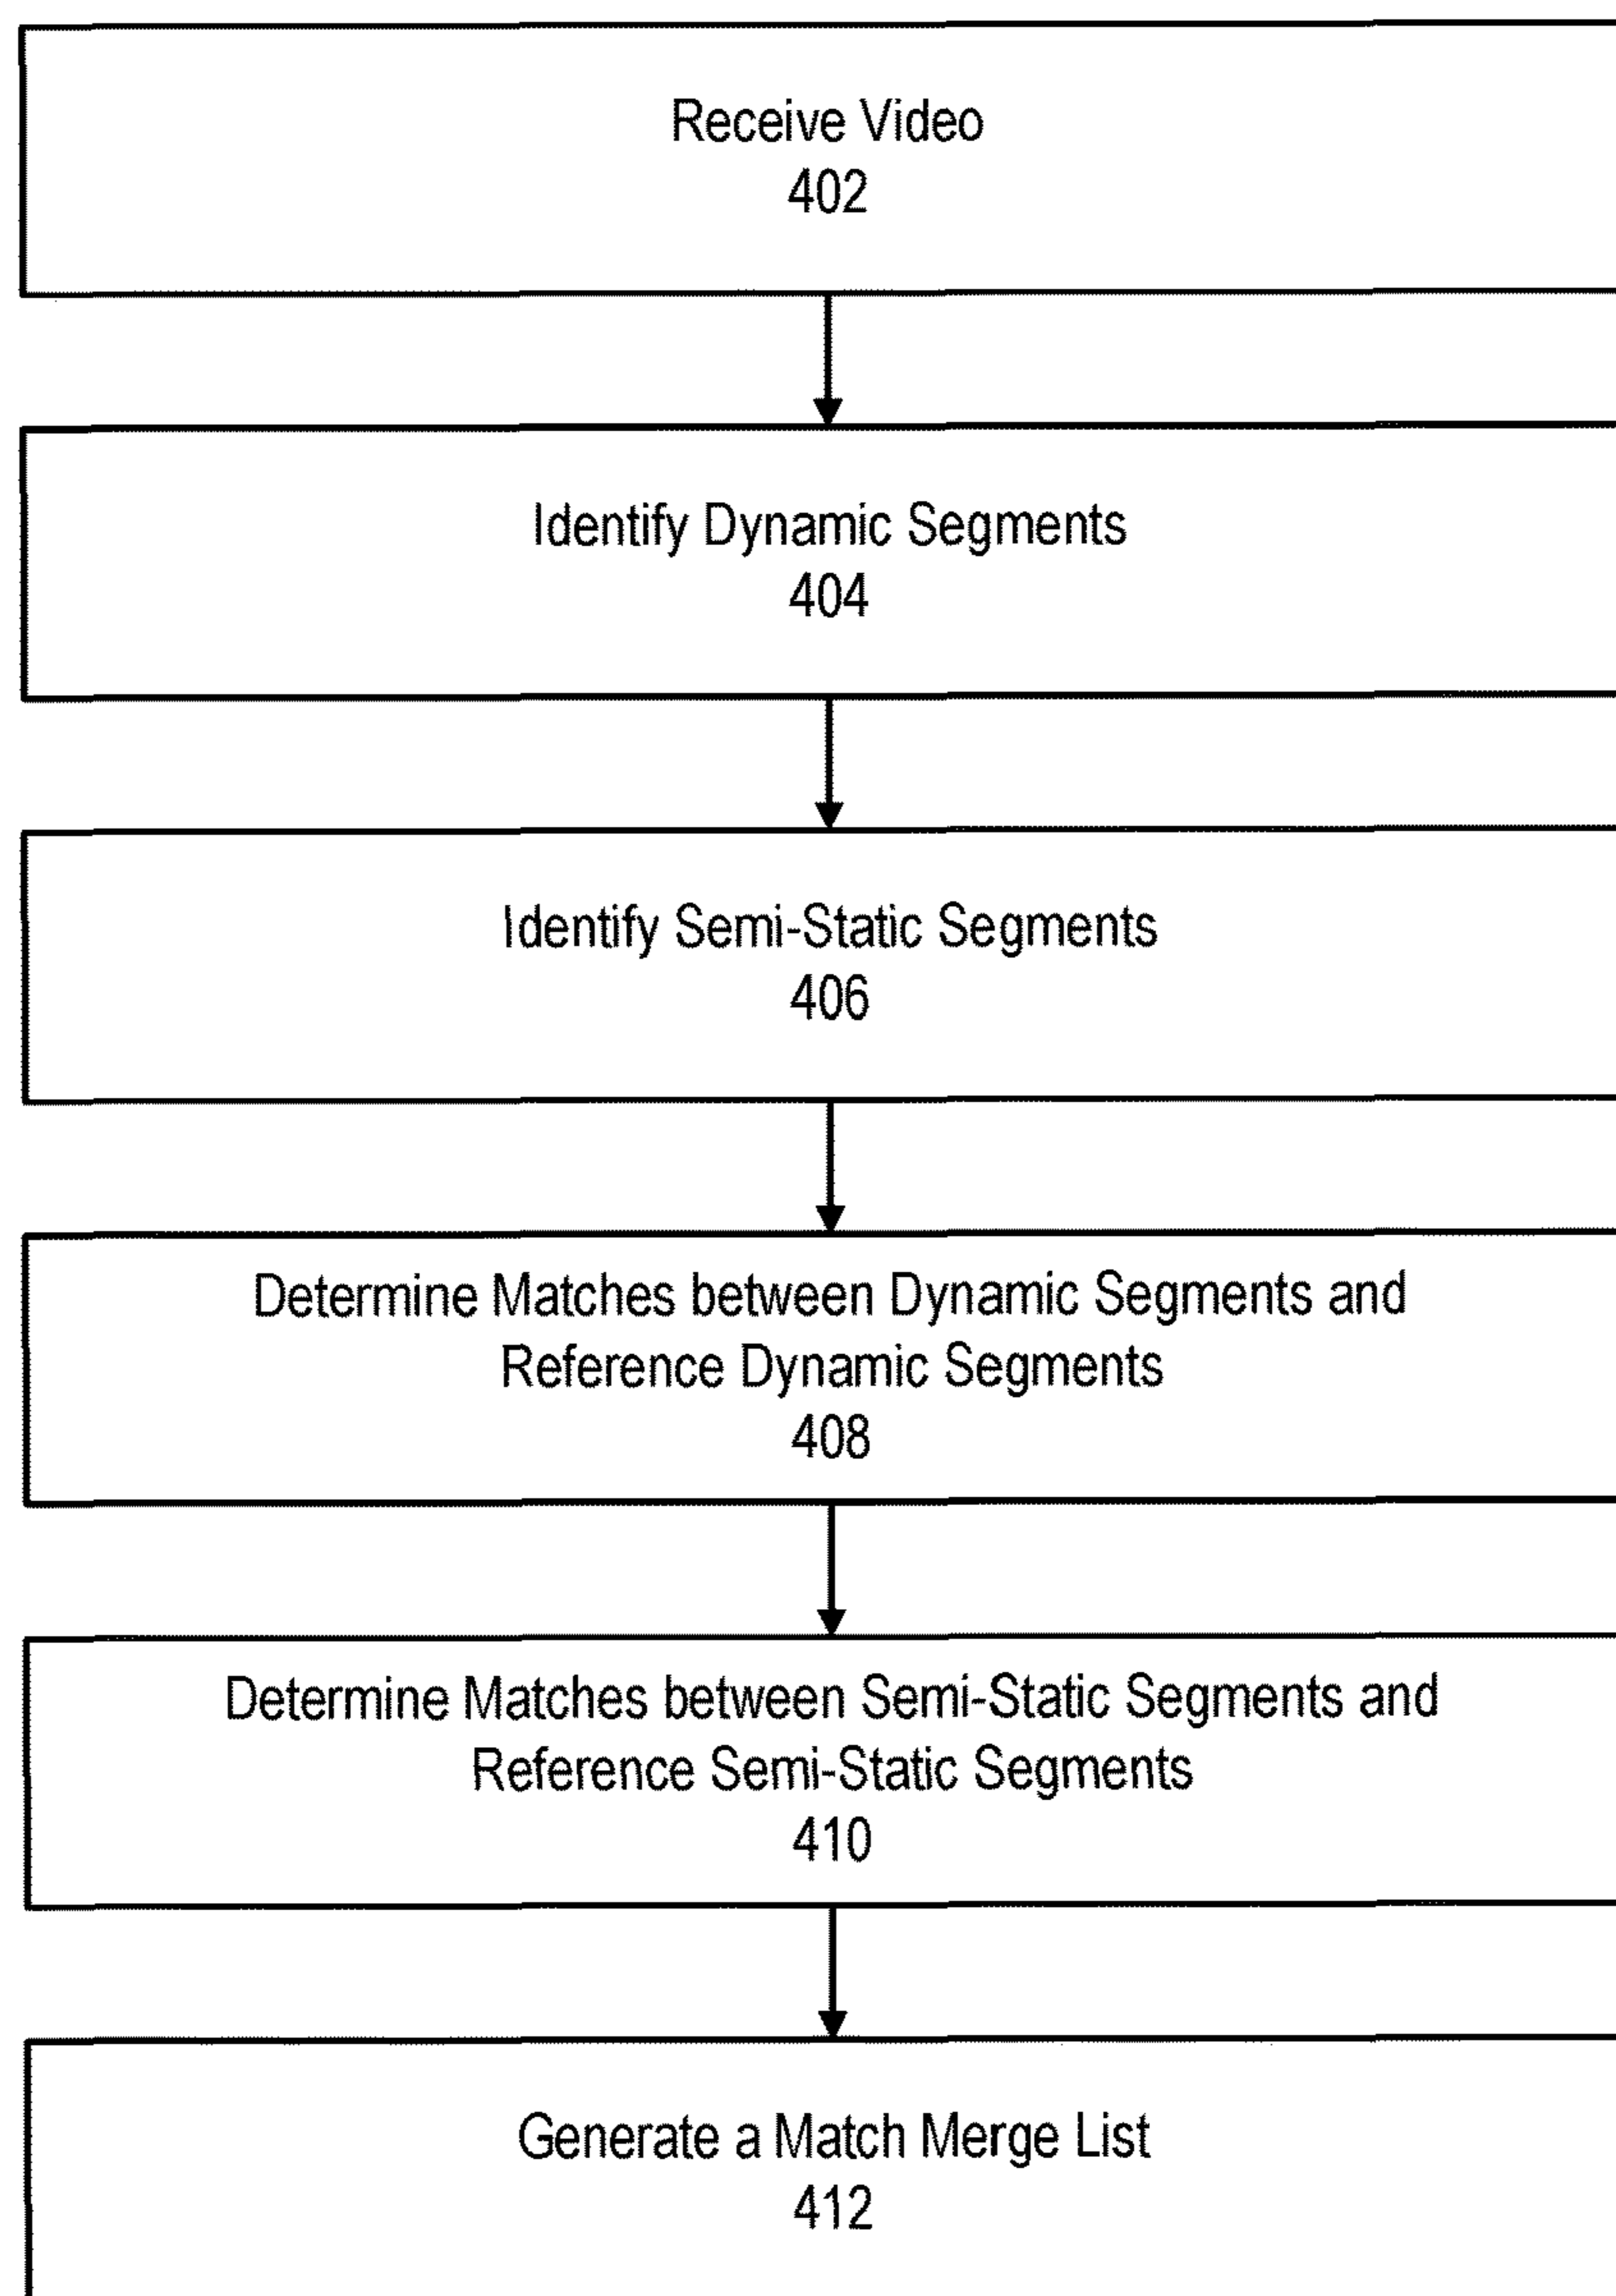 Receive Video
402
Identify Dynamic Segments
404
Identify Semi-Static Segments
406
Determine Matches between Dynamic Segments and
Reference Dynamic Segments
408
Determine Matches between Semi-Static Segments and
Reference Semi-Static Segments
410
Generate a Match Merge List
412